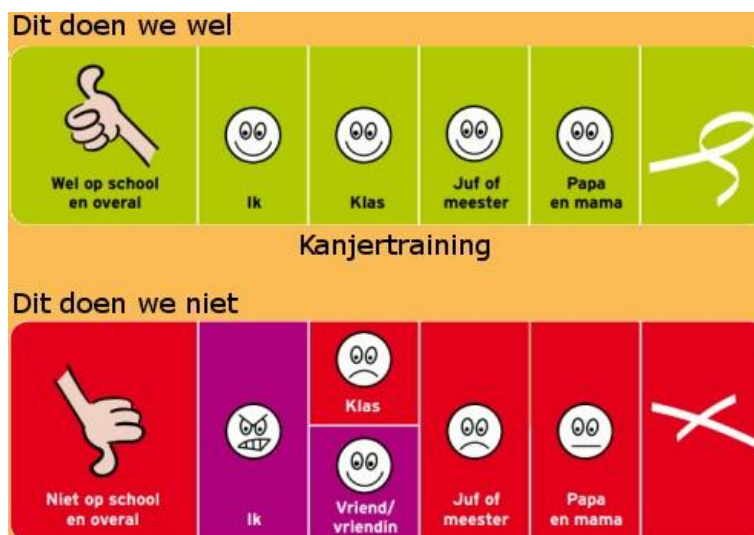 Dit doen we wel
Wel op school
en overal
Ik
Klas
Juf of
meester
Papa
en mama
Kanjertraining
Dit doen we niet
Niet op school
en overal
Ik
Klas
Vriend/
vriendin
Juf of
meester
Papa
en mama